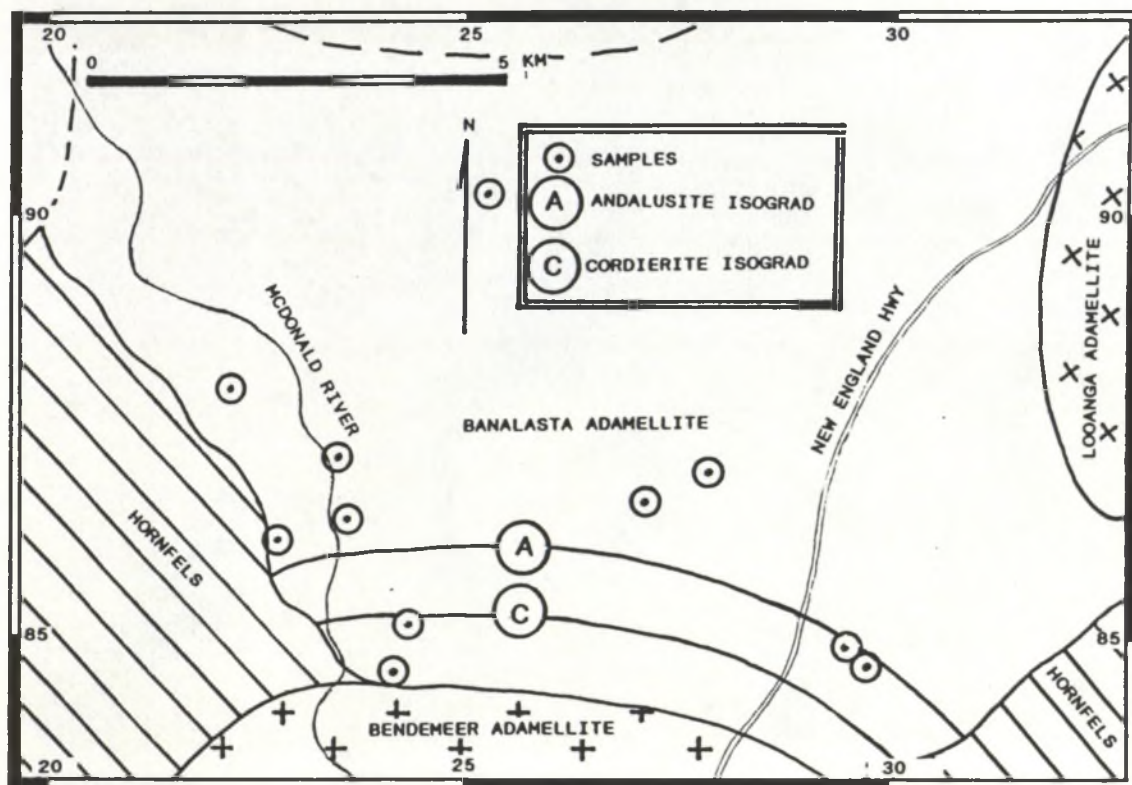 20
25
30
0
5
KM
N
SAMPLES
A
ANDALUSITE ISOGRAD
C
CORDIERITE ISOGRAD
90
90
MCDONALD RIVER
NEW ENGLAND HWY
LOOANGA ADAMELLITE
BANALASTA ADAMELLITE
HORNFELS
A
C
85
85
HORNFELS
BENDEMEER ADAMELLITE
20
25
30